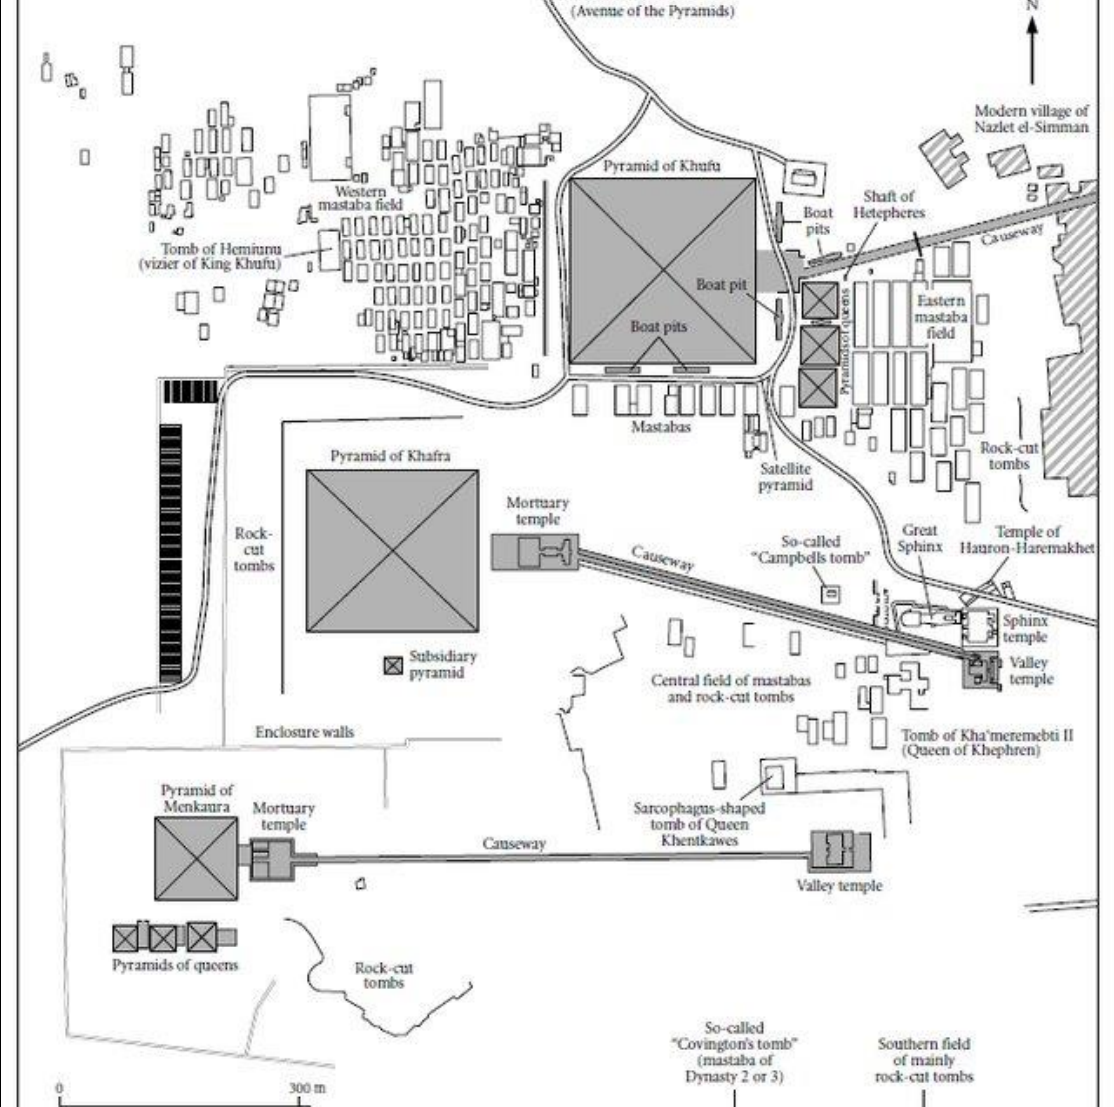 (Avenue of the Pyramids)
N
Modern village of
Nazlet el-Simman
Pyramid of Khufu
Western
mastaba field
Shaft of
Hetepheres
Boat
pits
Causeway
Tomb of Hemiunu
(vizier of King Khufu)
Boat pit
Boat pits
Pyramids of queens
Eastern
mastaba
field
Mastabas
Rock-cut
tombs
Pyramid of Khafra
Satellite
pyramid
Mortuary
temple
Rock-
cut
tombs
Causeway
So-called
"Campbells tomb"
Great
Sphinx
Temple of
Hauron-Haremakhet
Sphinx
temple
Subsidiary
pyramid
Central field of mastabas
and rock-cut tombs
Valley
temple
Enclosure walls
Tomb of Kha'meremebti II
(Queen of Khephren)
Pyramid of
Menkaura
Mortuary
temple
Sarcophagus-shaped
tomb of Queen
Khentkawes
Causeway
Valley temple
Pyramids of queens
Rock-cut
tombs
So-called
"Covington's tomb"
(mastaba of
Dynasty 2 or 3)
Southern field
of mainly
rock-cut tombs
0
300 m